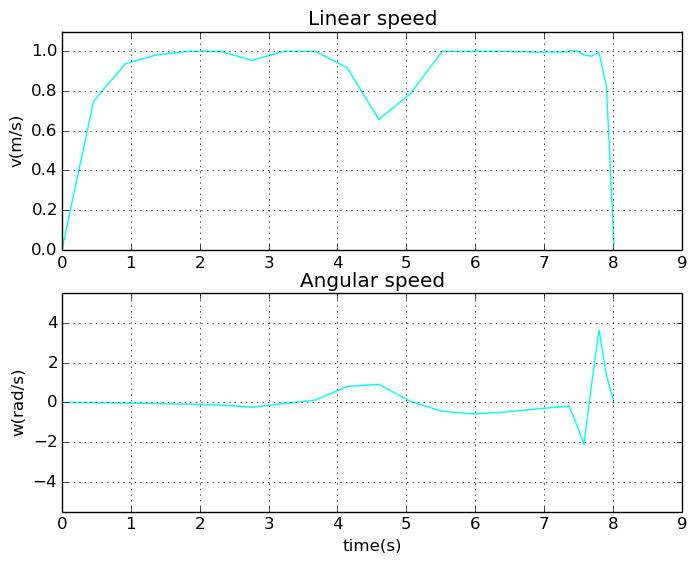 Linear speed
1.0
0.8
0.6
0.4
0.2
0.0
v(m/s)
0 1 2 3 4 5 6 7 8 9
Angular speed
4
2
0
−2
−4
w(rad/s)
0 1 2 3 4 5 6 7 8 9
time(s)